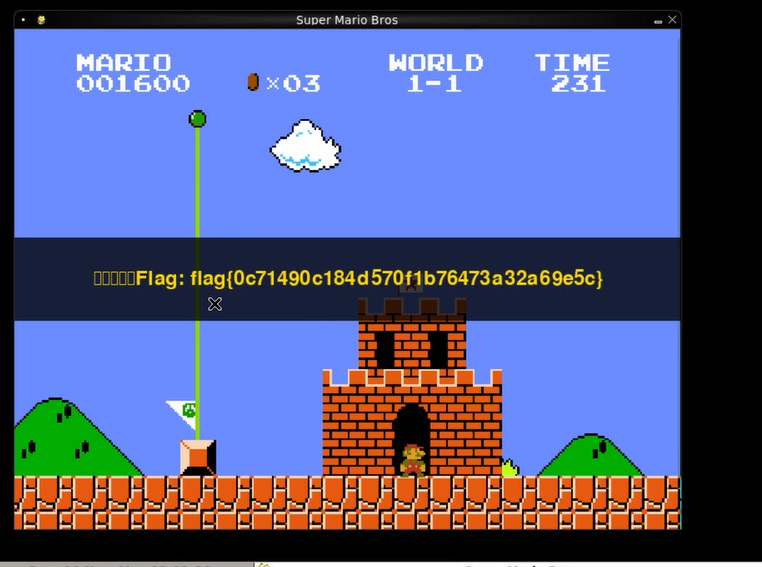 Super Mario Bros
MARIO WORLD TIME
001600 ×03 1-1 231
Flag: flag{0c71490c184d570f1b76473a32a69e5c}